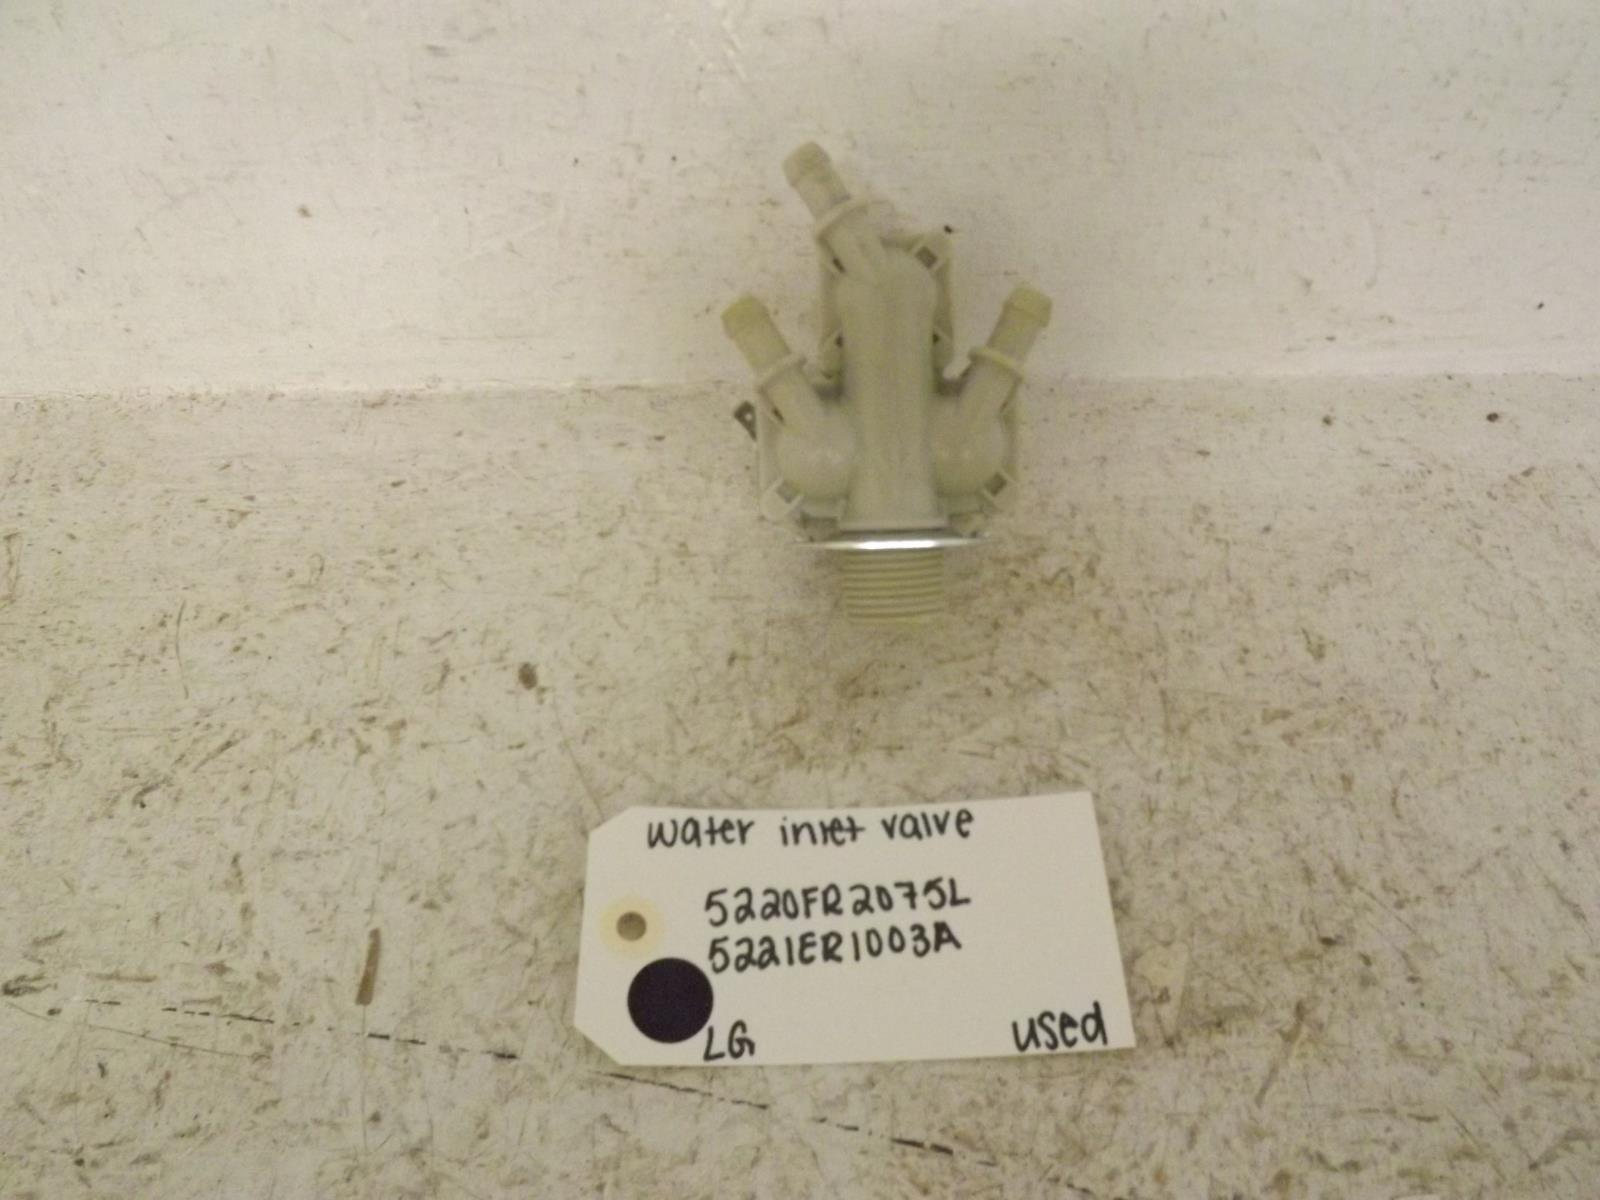 water inlet valve
5220FR2075L
5221ER1003A
LG
used